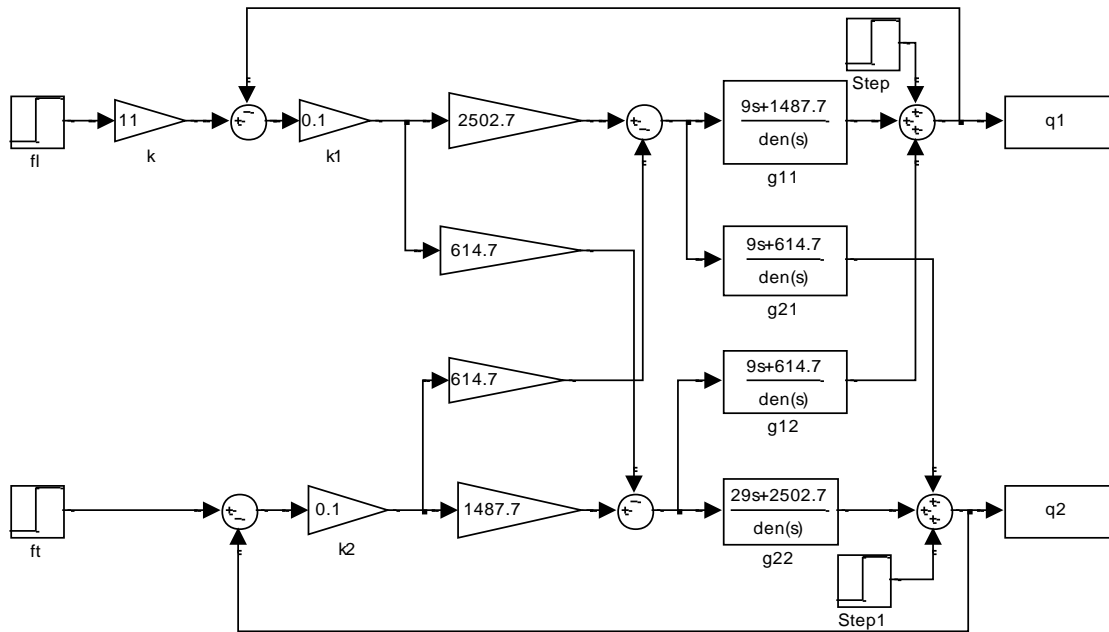 Step
9s+1487.7
den(s)
g11
q1
11
k
fl
0.1
k1
2502.7
614.7
9s+614.7
den(s)
g21
614.7
9s+614.7
den(s)
g12
ft
0.1
k2
1487.7
29s+2502.7
den(s)
g22
q2
Step1